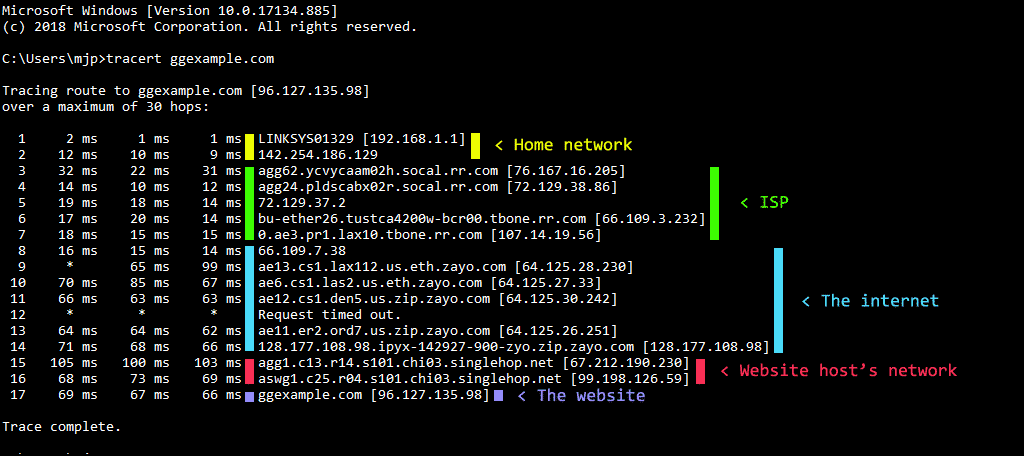 Microsoft Windows [Version 10.0.17134.885]
(c) 2018 Microsoft Corporation. All rights reserved.
C:\Users\mjp>tracert ggexample.com
Tracing route to ggexample.com [96.127.135.98]
over a maximum of 30 hops:
1 2 ms 1 ms 1 ms LINKSYS01329 [192.168.1.1] < Home network
2 12 ms 10 ms 9 ms 142.254.186.129
3 32 ms 22 ms 31 ms agg62.ycvycaam02h.socal.rr.com [76.167.16.205]
4 14 ms 10 ms 12 ms agg24.pldscabx02r.socal.rr.com [72.129.38.86]
5 19 ms 18 ms 14 ms 72.129.37.2 < ISP
6 17 ms 20 ms 14 ms bu-ether26.tustca4200w-bcr00.tbone.rr.com [66.109.3.232]
7 18 ms 15 ms 15 ms 0.ae3.pr1.lax10.tbone.rr.com [107.14.19.56]
8 16 ms 15 ms 14 ms 66.109.7.38
9 * 65 ms 99 ms ae13.cs1.lax112.us.eth.zayo.com [64.125.28.230]
10 70 ms 85 ms 67 ms ae6.cs1.las2.us.eth.zayo.com [64.125.27.33]
11 66 ms 63 ms 63 ms ae12.cs1.den5.us.zip.zayo.com [64.125.30.242] < The internet
12 * * * Request timed out.
13 64 ms 64 ms 62 ms ae11.er2.ord7.us.zip.zayo.com [64.125.26.251]
14 71 ms 68 ms 66 ms 128.177.108.98.ipyx-142927-900-zyo.zip.zayo.com [128.177.108.98]
15 105 ms 100 ms 103 ms agg1.c13.r14.s101.chi03.singlehop.net [67.212.190.230] < Website host's network
16 68 ms 73 ms 69 ms aswg1.c25.r04.s101.chi03.singlehop.net [99.198.126.59]
17 69 ms 67 ms 66 ms ggexample.com [96.127.135.98] < The website
Trace complete.